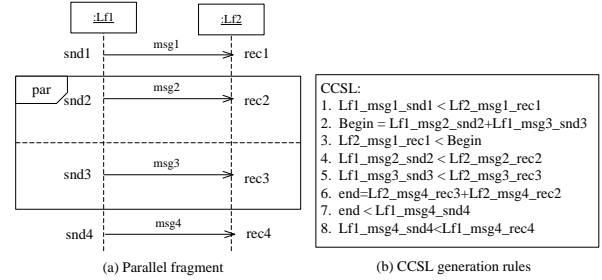 :Lf1
:Lf2
snd1
msg1
rec1
par
snd2
msg2
rec2
snd3
msg3
rec3
snd4
msg4
rec4
(a) Parallel fragment
CCSL:
1. Lf1_msg1_snd1 < Lf2_msg1_rec1
2. Begin = Lf1_msg2_snd2+Lf1_msg3_snd3
3. Lf2_msg1_rec1 < Begin
4. Lf1_msg2_snd2 < Lf2_msg2_rec2
5. Lf1_msg3_snd3 < Lf2_msg3_rec3
6. end=Lf2_msg4_rec3+Lf2_msg4_rec2
7. end < Lf1_msg4_snd4
8. Lf1_msg4_snd4<Lf1_msg4_rec4
(b) CCSL generation rules